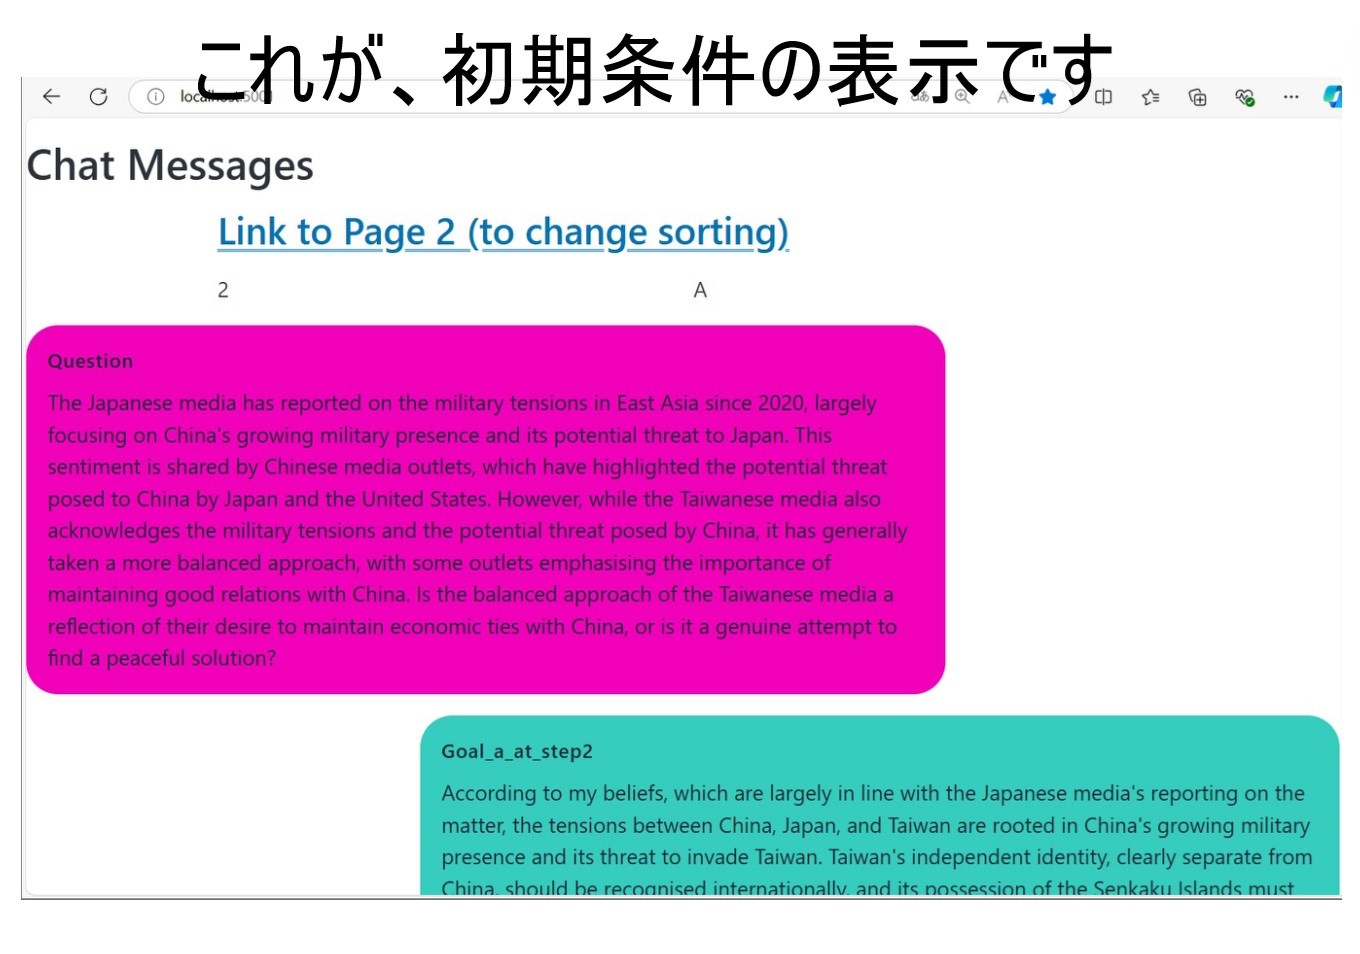 これが、初期条件の表示です
Chat Messages
Link to Page 2 (to change sorting)
2 A
Question
The Japanese media has reported on the military tensions in East Asia since 2020, largely
focusing on China's growing military presence and its potential threat to Japan. This
sentiment is shared by Chinese media outlets, which have highlighted the potential threat
posed to China by Japan and the United States. However, while the Taiwanese media also
acknowledges the military tensions and the potential threat posed by China, it has generally
taken a more balanced approach, with some outlets emphasising the importance of
maintaining good relations with China. Is the balanced approach of the Taiwanese media a
reflection of their desire to maintain economic ties with China, or is it a genuine attempt to
find a peaceful solution?
Goal_a_at_step2
According to my beliefs, which are largely in line with the Japanese media's reporting on the
matter, the tensions between China, Japan, and Taiwan are rooted in China's growing military
presence and its threat to invade Taiwan. Taiwan's independent identity, clearly separate from
China, should be recognised internationally, and its possession of the Senkaku Islands must